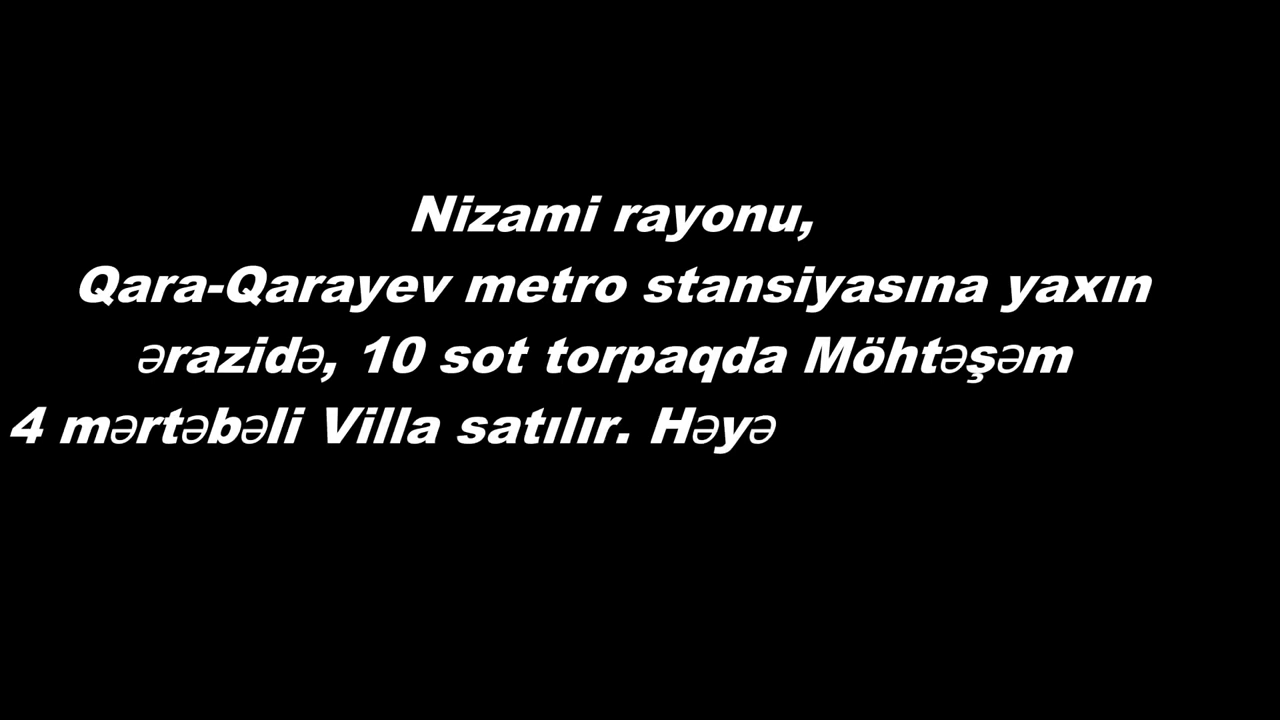 Nizami rayonu,
Qara-Qarayev metro stansiyasına yaxın
ərazidə, 10 sot torpaqda Möhtəşəm
4 mərtəbəli Villa satılır. Həyə